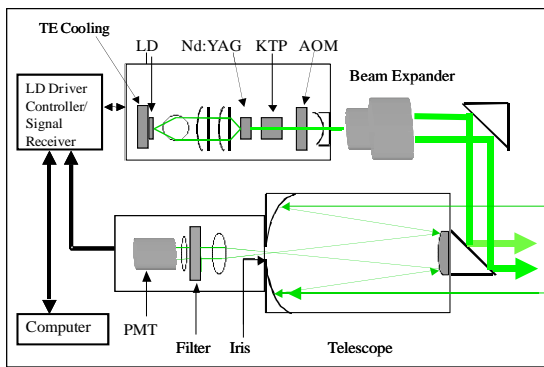 TE Cooling
LD
Nd:YAG
KTP
AOM
Beam Expander
LD Driver
Controller/
Signal
Receiver
Computer
PMT
Filter
Iris
Telescope